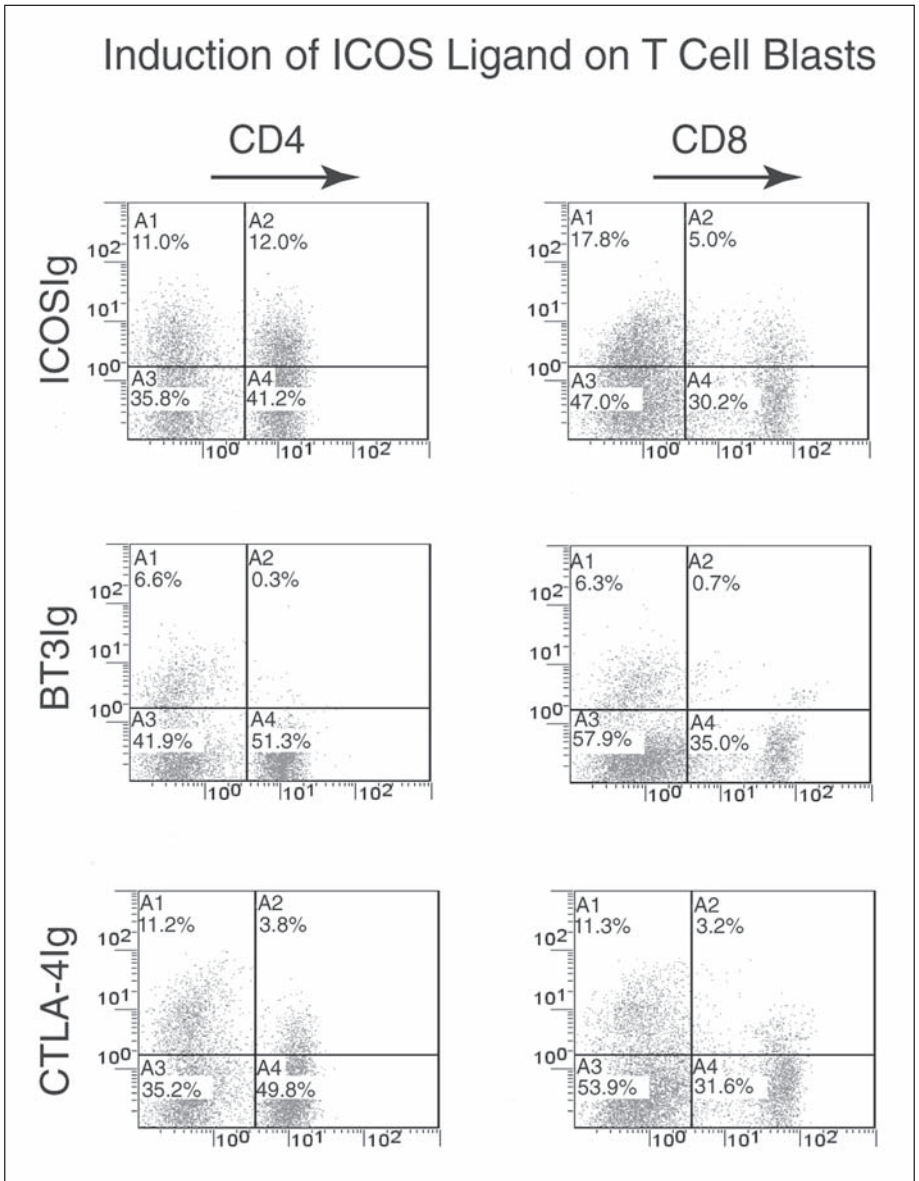 Induction of ICOS Ligand on T Cell Blasts
CD4
CD8
ICOSIg
A1
11.0%
A2
12.0%
A3
35.8%
A4
41.2%
10²
10¹
10⁰
10⁰ 10¹ 10²
A1
17.8%
A2
5.0%
A3
47.0%
A4
30.2%
10²
10¹
10⁰
10⁰ 10¹ 10²
BT3Ig
A1
6.6%
A2
0.3%
A3
41.9%
A4
51.3%
10²
10¹
10⁰
10⁰ 10¹ 10²
A1
6.3%
A2
0.7%
A3
57.9%
A4
35.0%
10²
10¹
10⁰
10⁰ 10¹ 10²
CTLA-4Ig
A1
11.2%
A2
3.8%
A3
35.2%
A4
49.8%
10²
10¹
10⁰
10⁰ 10¹ 10²
A1
11.3%
A2
3.2%
A3
53.9%
A4
31.6%
10²
10¹
10⁰
10⁰ 10¹ 10²